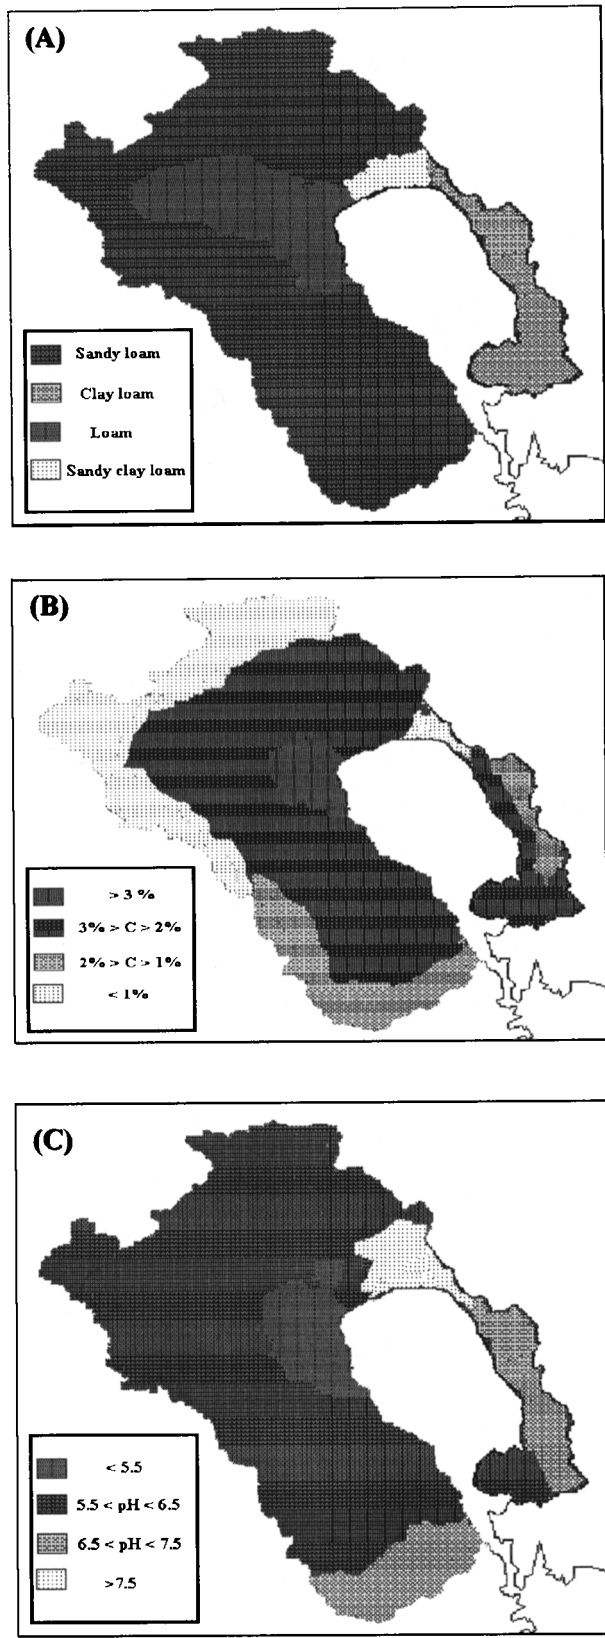 (A)
Sandy loam
Clay loam
Loam
Sandy clay loam
(B)
> 3 %
3% > C > 2%
2% > C > 1%
< 1%
(C)
< 5.5
5.5 < pH < 6.5
6.5 < pH < 7.5
>7.5